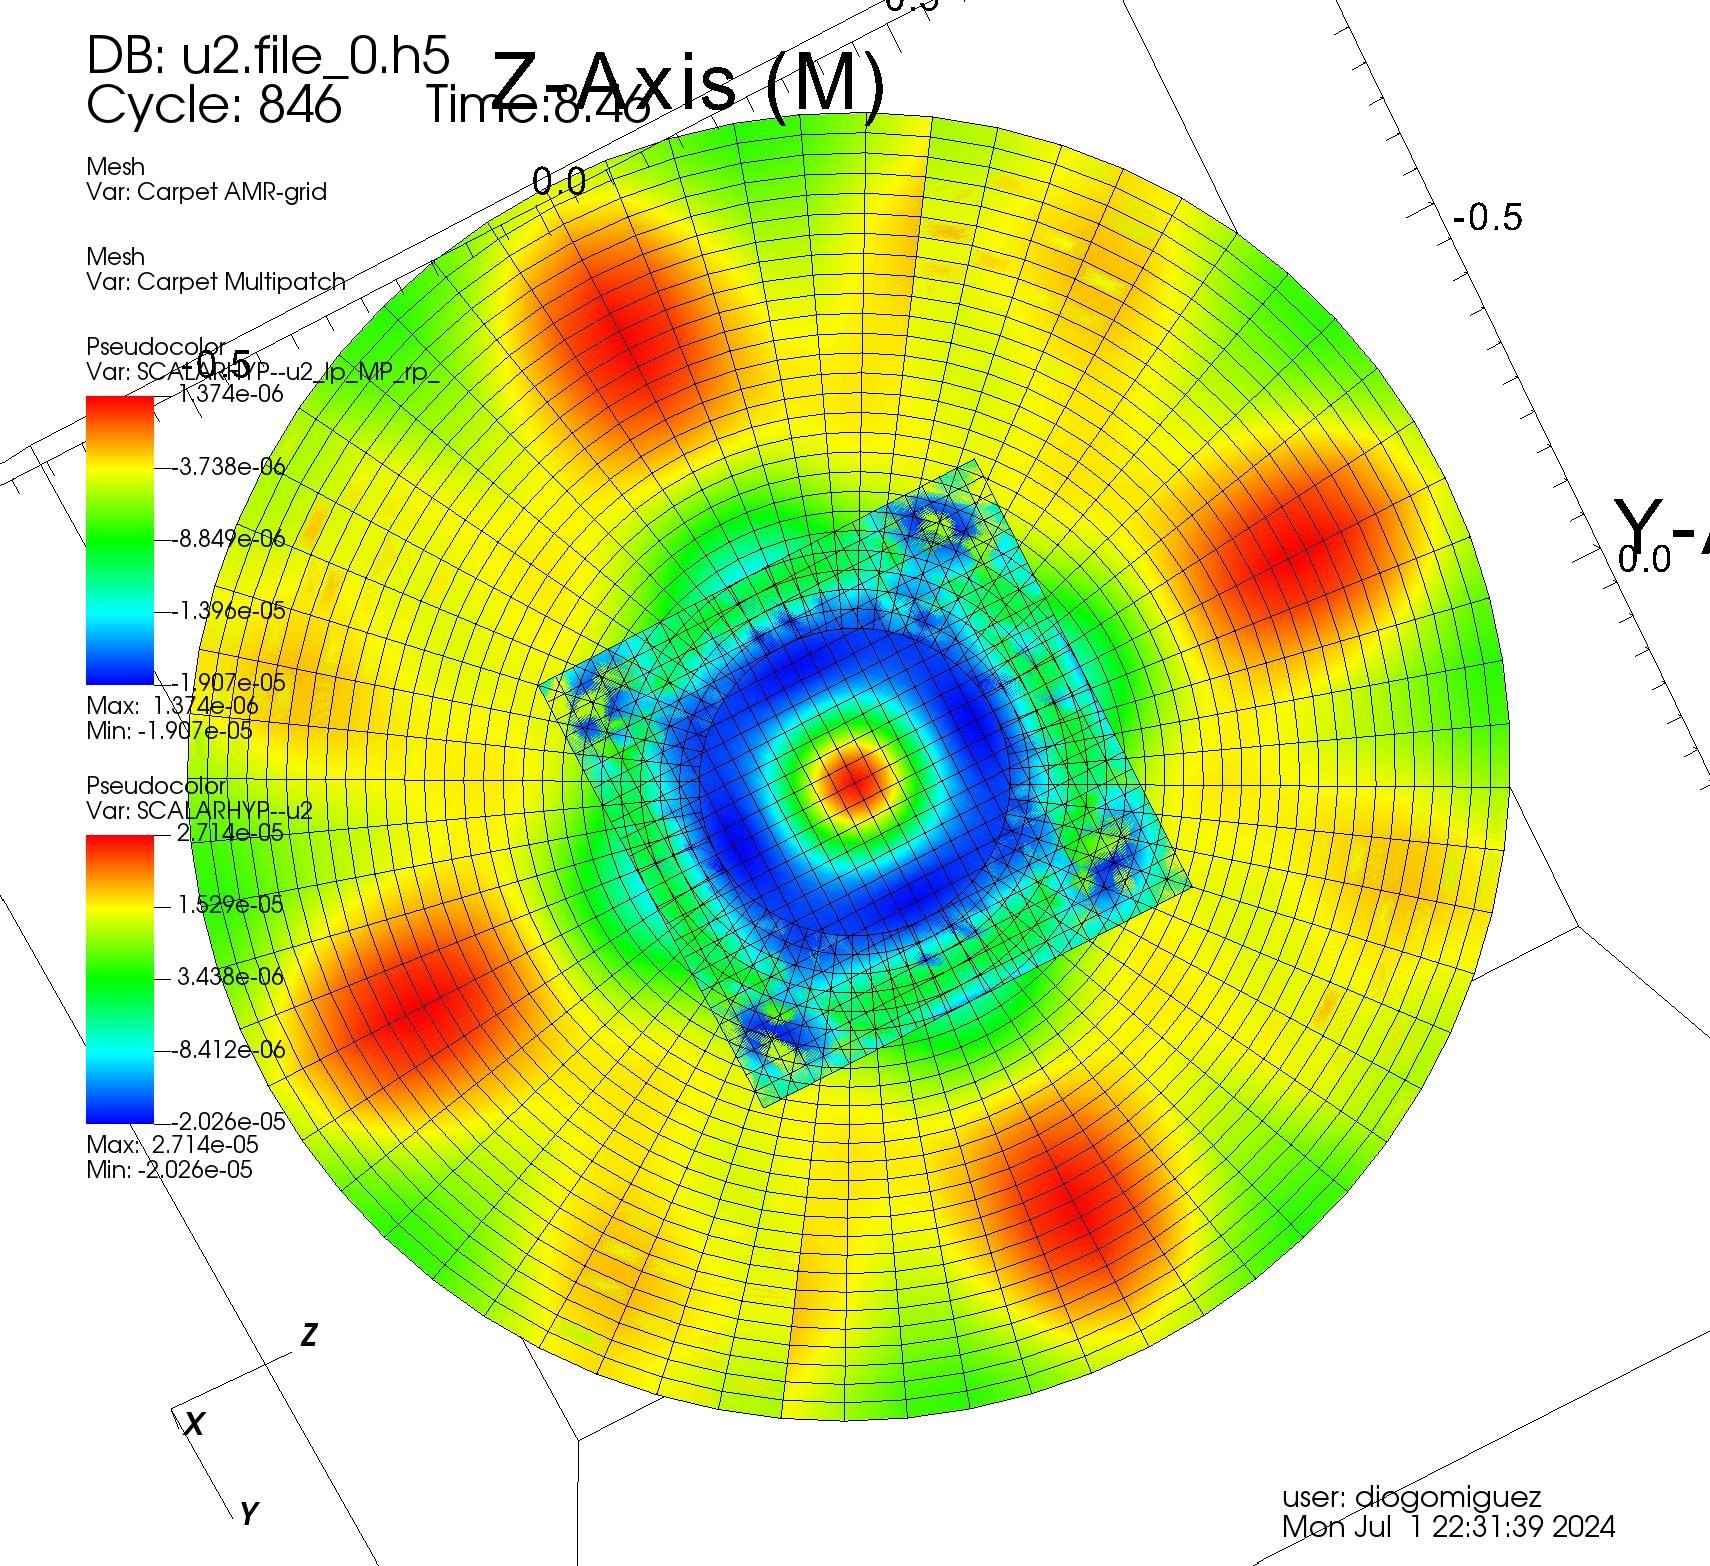 0.5
DB: u2.file_0.h5
Z-Axis (M)
Cycle: 846 Time:8.46
Mesh
Var: Carpet AMR-grid
0.0
-0.5
Mesh
Var: Carpet Multipatch
Pseudocolor
-0.5
Var: SCALARHYP--u2_lp_MP_rp_
1.374e-06
-3.738e-06
-8.849e-06
-1.396e-05
-1.907e-05
Max: 1.374e-06
Min: -1.907e-05
Y-A
0.0
Pseudocolor
Var: SCALARHYP--u2
2.714e-05
1.529e-05
3.438e-06
-8.412e-06
-2.026e-05
Max: 2.714e-05
Min: -2.026e-05
Z
X
Y
user: diogomiguez
Mon Jul 1 22:31:39 2024